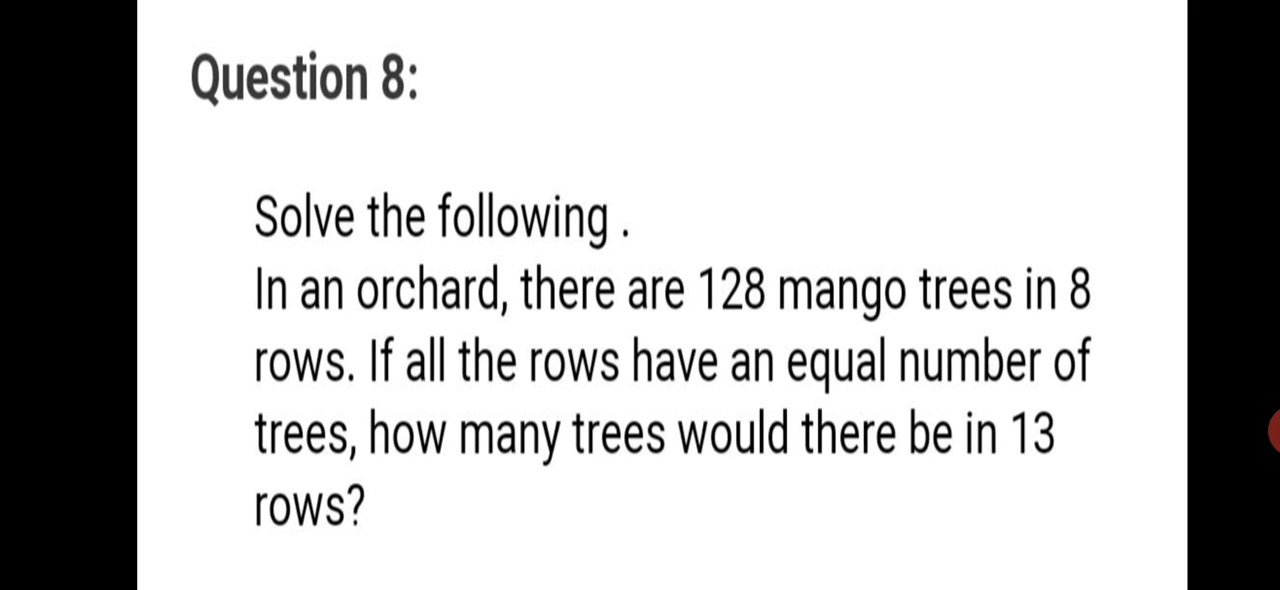 Question 8:
Solve the following .
In an orchard, there are 128 mango trees in 8
rows. If all the rows have an equal number of
trees, how many trees would there be in 13
rows?